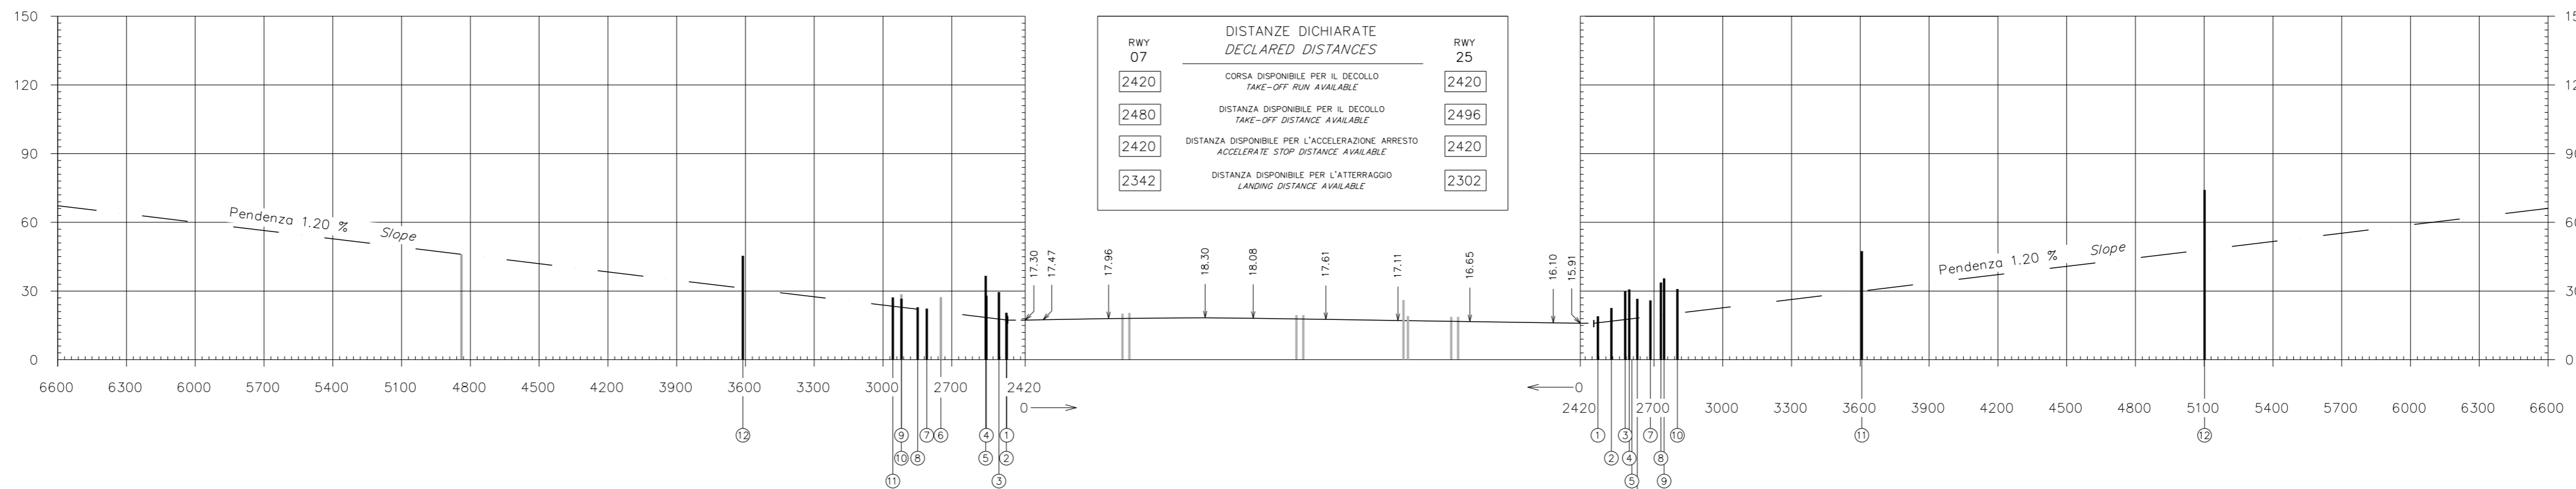 150
120
90
60
30
0
Pendenza 1.20 % Slope
6600 6300 6000 5700 5400 5100 4800 4500 4200 3900 3600 3300 3000 2700 2420
0
12 9 7 6 4 1
10 8 5 2
11 3
DISTANZE DICHIARATE
DECLARED DISTANCES
RWY
07
RWY
25
2420 CORSA DISPONIBILE PER IL DECOLLO 2420
TAKE-OFF RUN AVAILABLE
2480 DISTANZA DISPONIBILE PER IL DECOLLO 2496
TAKE-OFF DISTANCE AVAILABLE
2420 DISTANZA DISPONIBILE PER L'ACCELERAZIONE ARRESTO 2420
ACCELERATE STOP DISTANCE AVAILABLE
2342 DISTANZA DISPONIBILE PER L'ATTERRAGGIO 2302
LANDING DISTANCE AVAILABLE
17.30 17.47 17.96 18.30 18.08 17.61 17.11 16.65 16.10 15.91
Pendenza 1.20 % Slope
0
2420 2700 3000 3300 3600 3900 4200 4500 4800 5100 5400 5700 6000 6300 6600
1 3 7 10 11 12
2 4 8
5 9
60
30
0